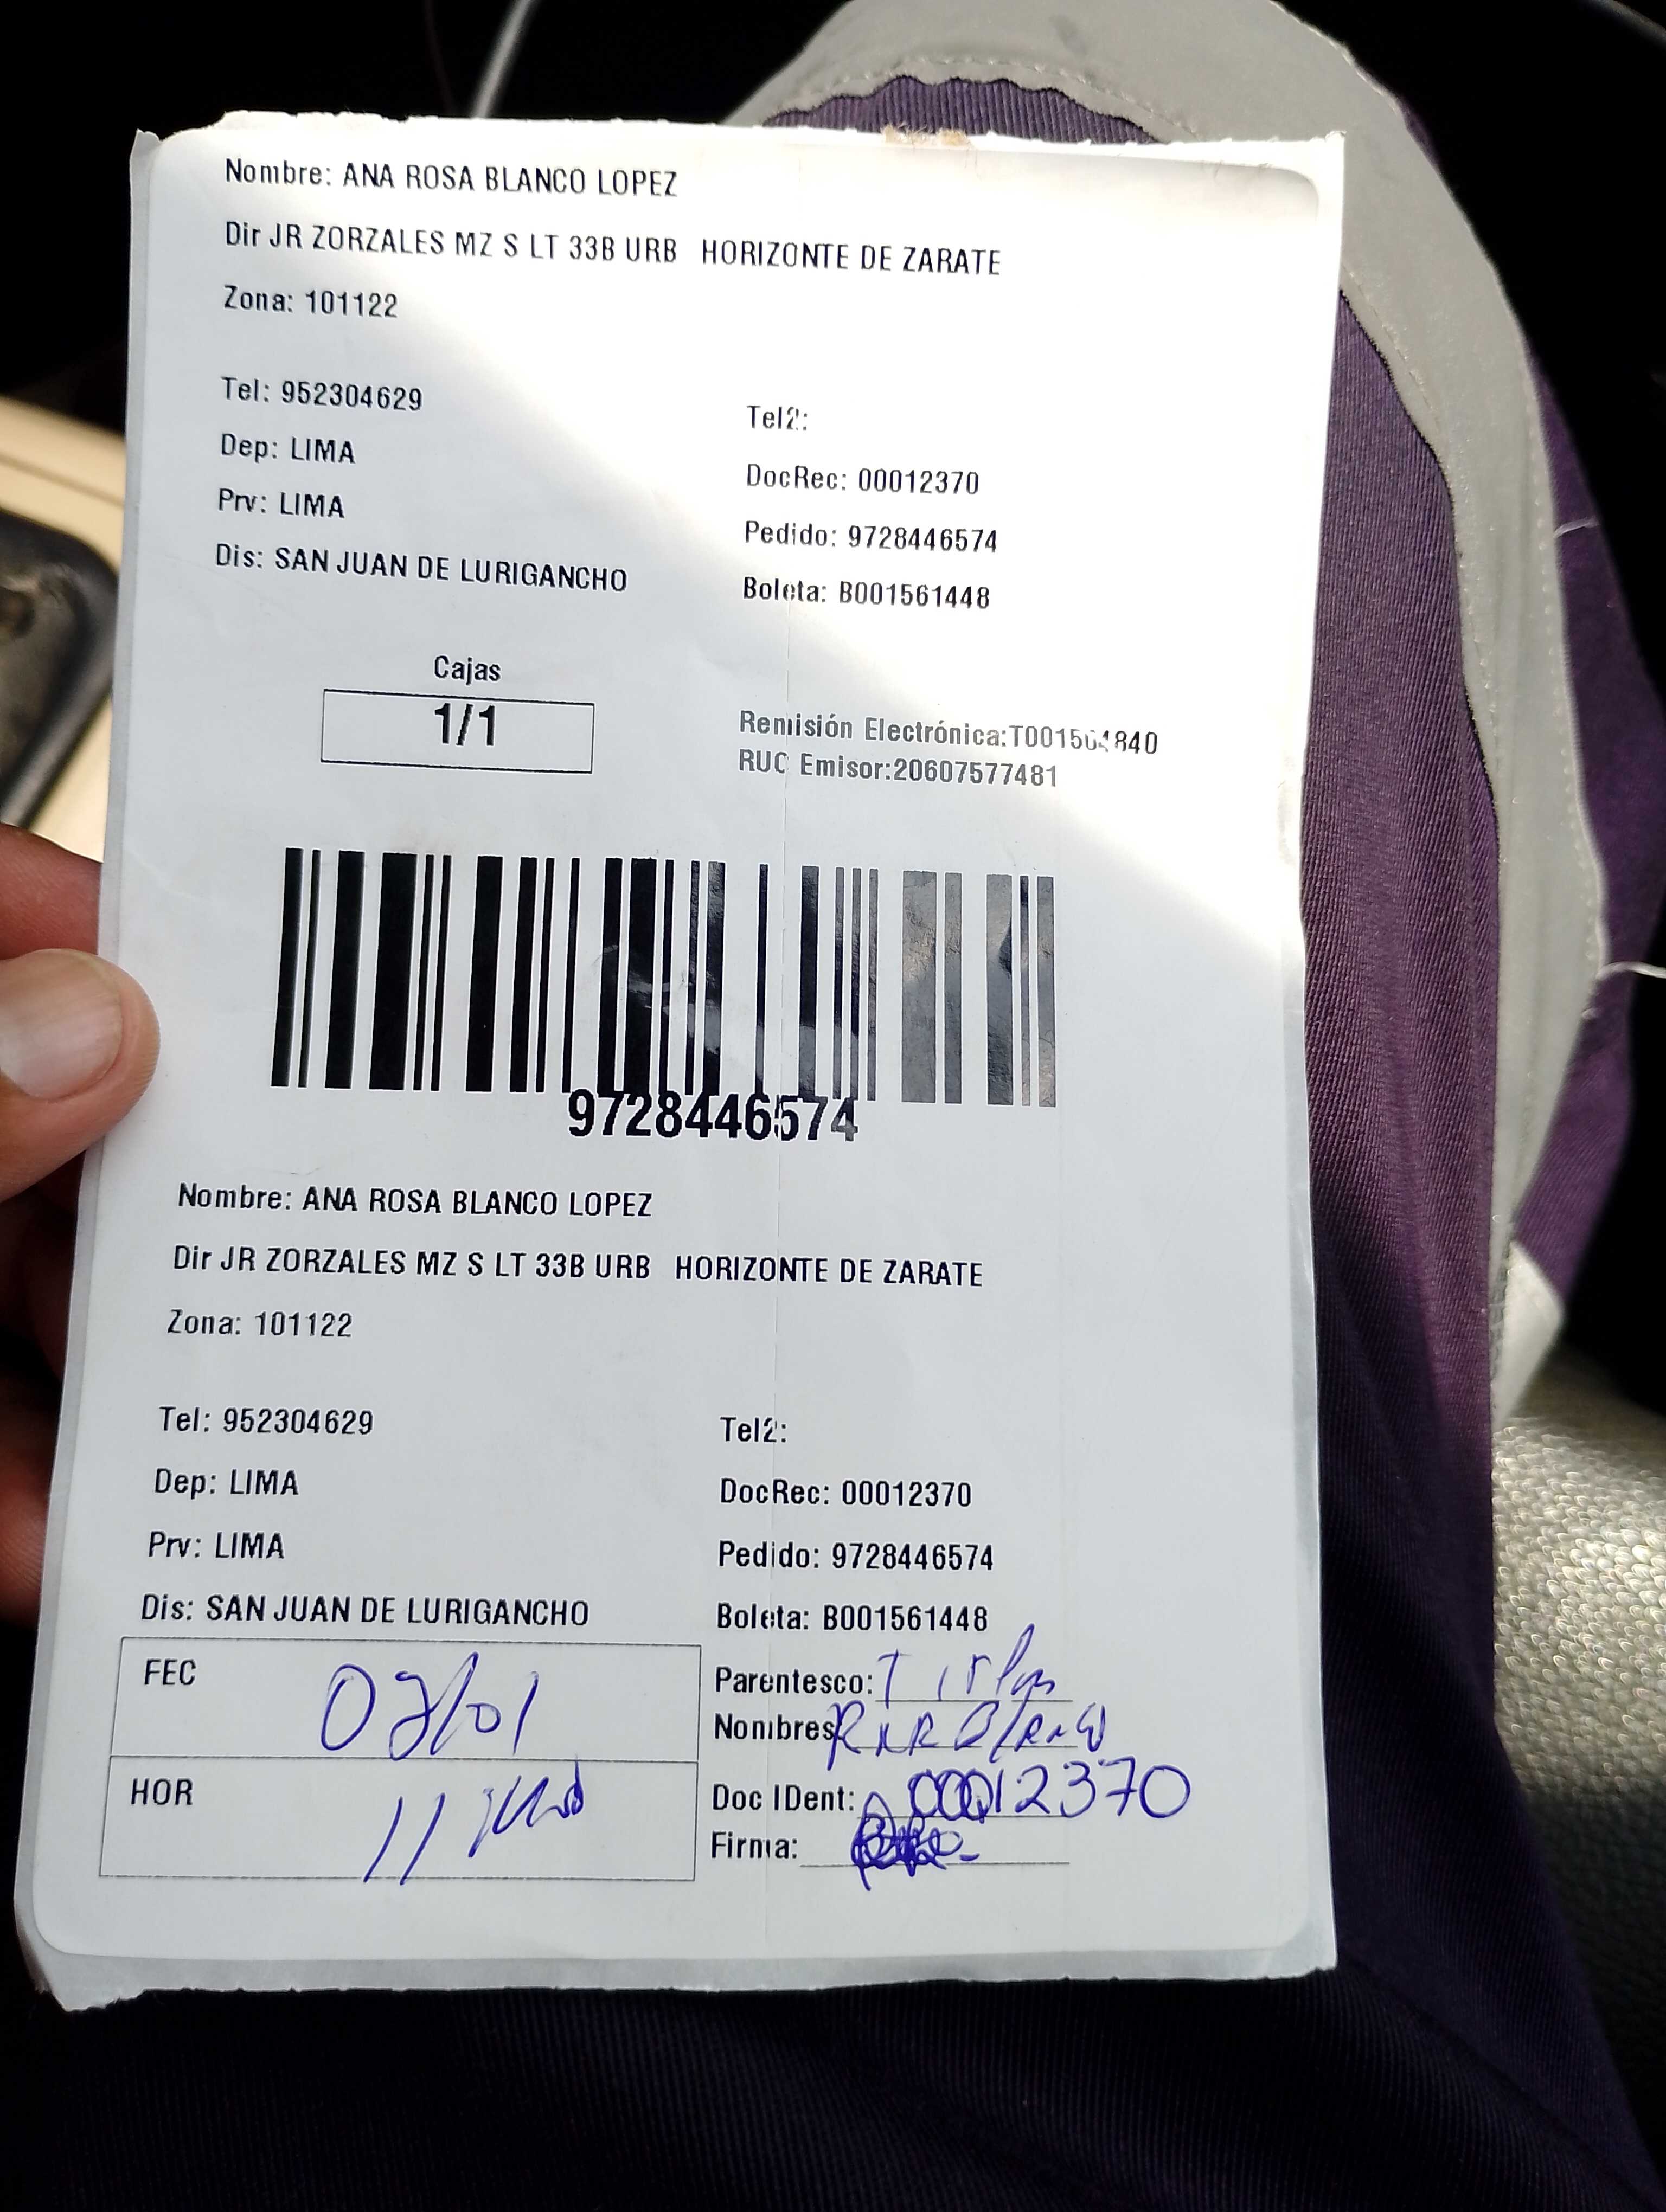 Nombre: ANA ROSA BLANCO LOPEZ
Dir JR ZORZALES MZ S LT 33B URB HORIZONTE DE ZARATE
Zona: 101122
Tel: 952304629
Tel2:
Dep: LIMA
DocRec: 00012370
Prv: LIMA
Pedido: 9728446574
Dis: SAN JUAN DE LURIGANCHO
Boleta: B001561448
Cajas
1/1
Remisión Electrónica:T001564840
RUC Emisor:20607577481
9728446574
Nombre: ANA ROSA BLANCO LOPEZ
Dir JR ZORZALES MZ S LT 33B URB HORIZONTE DE ZARATE
Zona: 101122
Tel: 952304629
Tel2:
Dep: LIMA
DocRec: 00012370
Prv: LIMA
Pedido: 9728446574
Dis: SAN JUAN DE LURIGANCHO
Boleta: B001561448
FEC
Parentesco:
Nombres
HOR 11
Doc IDent: 00012370
Firma: